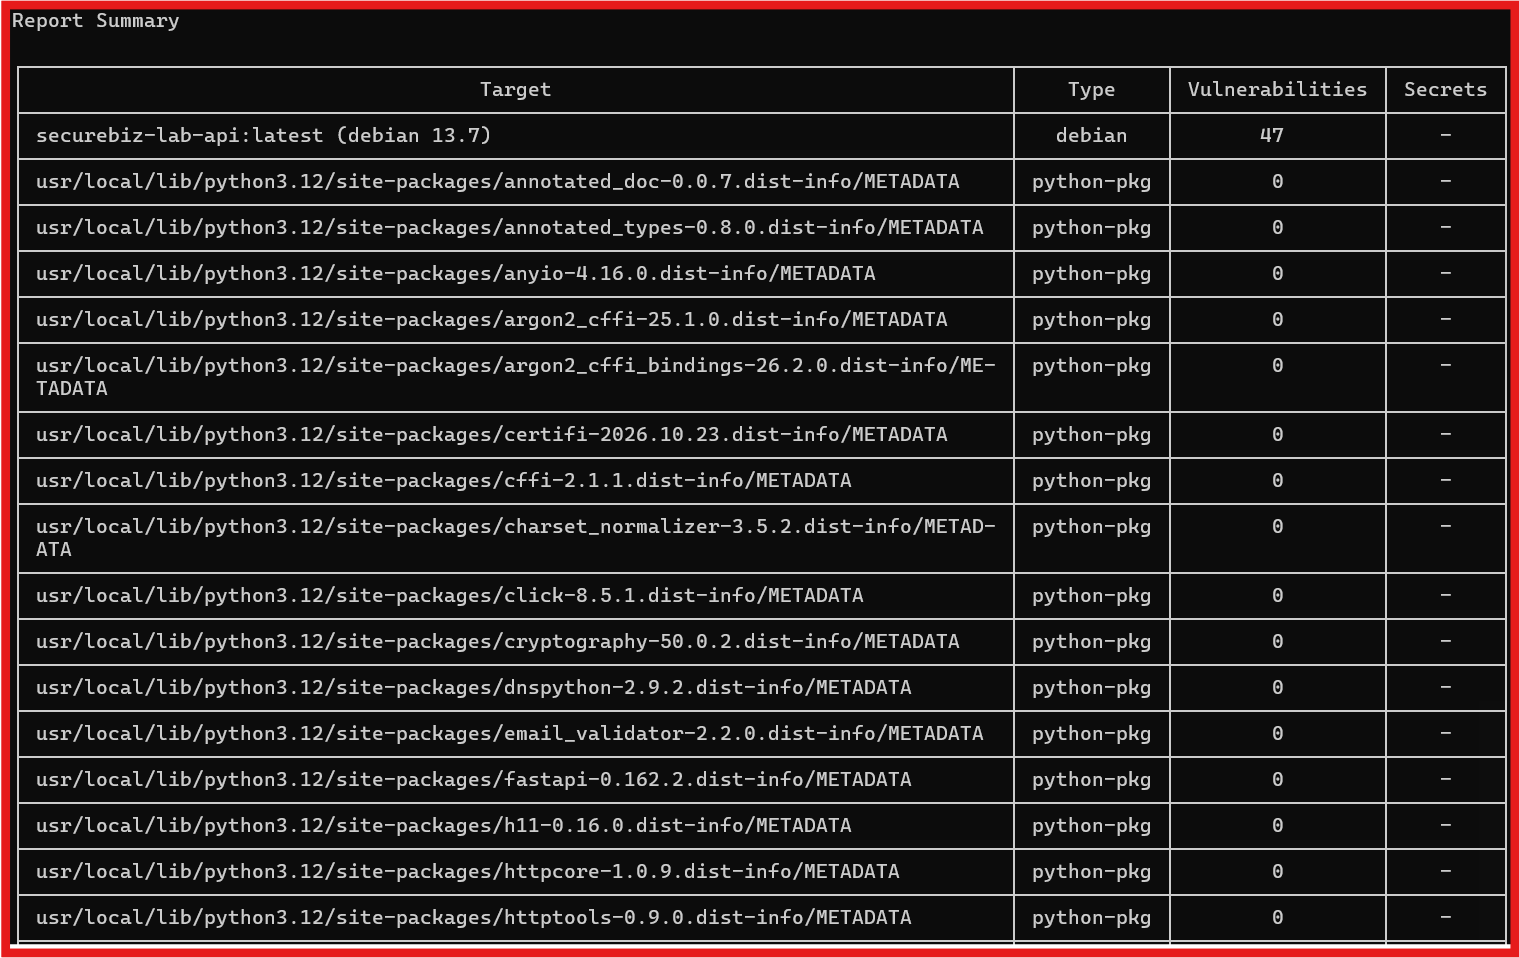 Report Summary
Target Type Vulnerabilities Secrets
securebiz-lab-api:latest (debian 13.7) debian 47 -
usr/local/lib/python3.12/site-packages/annotated_doc-0.0.7.dist-info/METADATA python-pkg 0 -
usr/local/lib/python3.12/site-packages/annotated_types-0.8.0.dist-info/METADATA python-pkg 0 -
usr/local/lib/python3.12/site-packages/anyio-4.16.0.dist-info/METADATA python-pkg 0 -
usr/local/lib/python3.12/site-packages/argon2_cffi-25.1.0.dist-info/METADATA python-pkg 0 -
usr/local/lib/python3.12/site-packages/argon2_cffi_bindings-26.2.0.dist-info/ME- python-pkg 0 -
TADATA
usr/local/lib/python3.12/site-packages/certifi-2026.10.23.dist-info/METADATA python-pkg 0 -
usr/local/lib/python3.12/site-packages/cffi-2.1.1.dist-info/METADATA python-pkg 0 -
usr/local/lib/python3.12/site-packages/charset_normalizer-3.5.2.dist-info/METAD- python-pkg 0 -
ATA
usr/local/lib/python3.12/site-packages/click-8.5.1.dist-info/METADATA python-pkg 0 -
usr/local/lib/python3.12/site-packages/cryptography-50.0.2.dist-info/METADATA python-pkg 0 -
usr/local/lib/python3.12/site-packages/dnspython-2.9.2.dist-info/METADATA python-pkg 0 -
usr/local/lib/python3.12/site-packages/email_validator-2.2.0.dist-info/METADATA python-pkg 0 -
usr/local/lib/python3.12/site-packages/fastapi-0.162.2.dist-info/METADATA python-pkg 0 -
usr/local/lib/python3.12/site-packages/h11-0.16.0.dist-info/METADATA python-pkg 0 -
usr/local/lib/python3.12/site-packages/httpcore-1.0.9.dist-info/METADATA python-pkg 0 -
usr/local/lib/python3.12/site-packages/httptools-0.9.0.dist-info/METADATA python-pkg 0 -